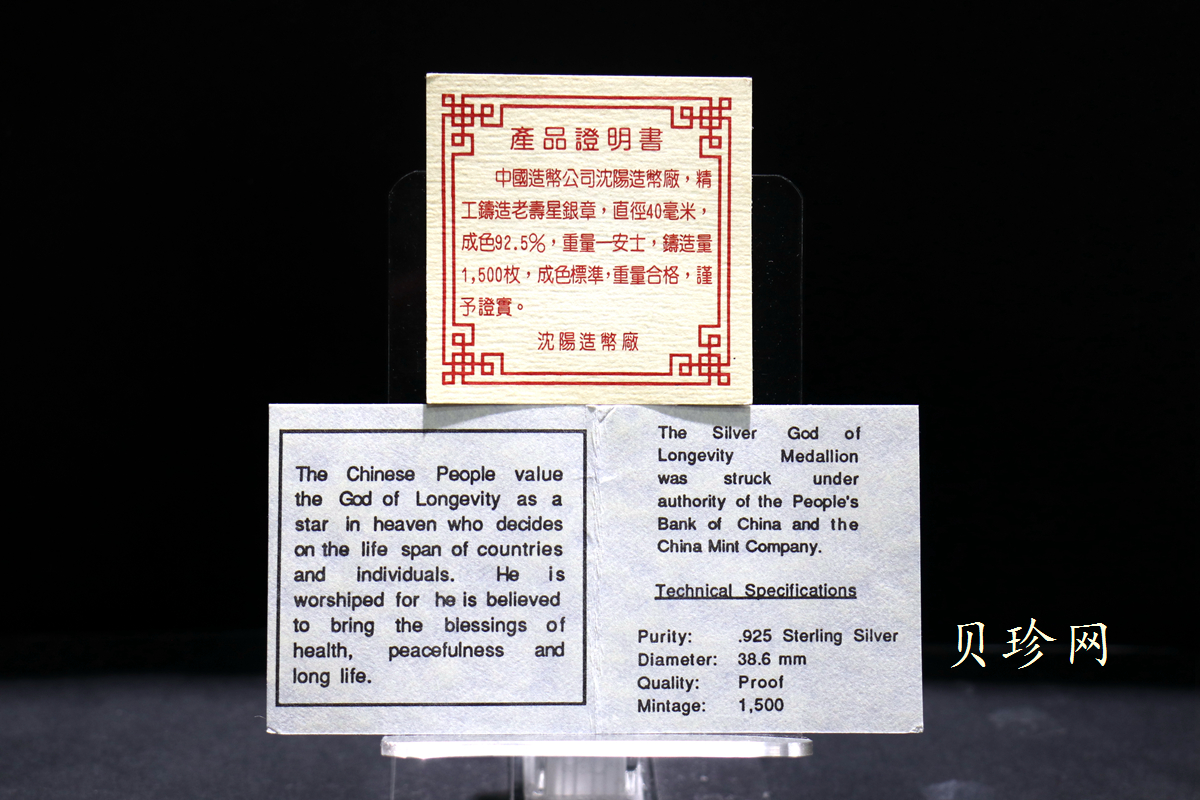 產品證明書
中國造幣公司沈陽造幣廠，精
工鑄造老壽星銀章，直徑40毫米，
成色92.5%，重量一安士，鑄造量
1,500枚，成色標準，重量合格，謹
予證實。
沈陽造幣廠
The Chinese People value
the God of Longevity as a
star in heaven who decides
on the life span of countries
and individuals. He is
worshiped for he is believed
to bring the blessings of
health, peacefulness and
long life.
The Silver God of
Longevity Medallion
was struck under
authority of the People's
Bank of China and the
China Mint Company.
Technical Specifications
Purity: .925 Sterling Silver
Diameter: 38.6 mm
Quality: Proof
Mintage: 1,500
贝珍网